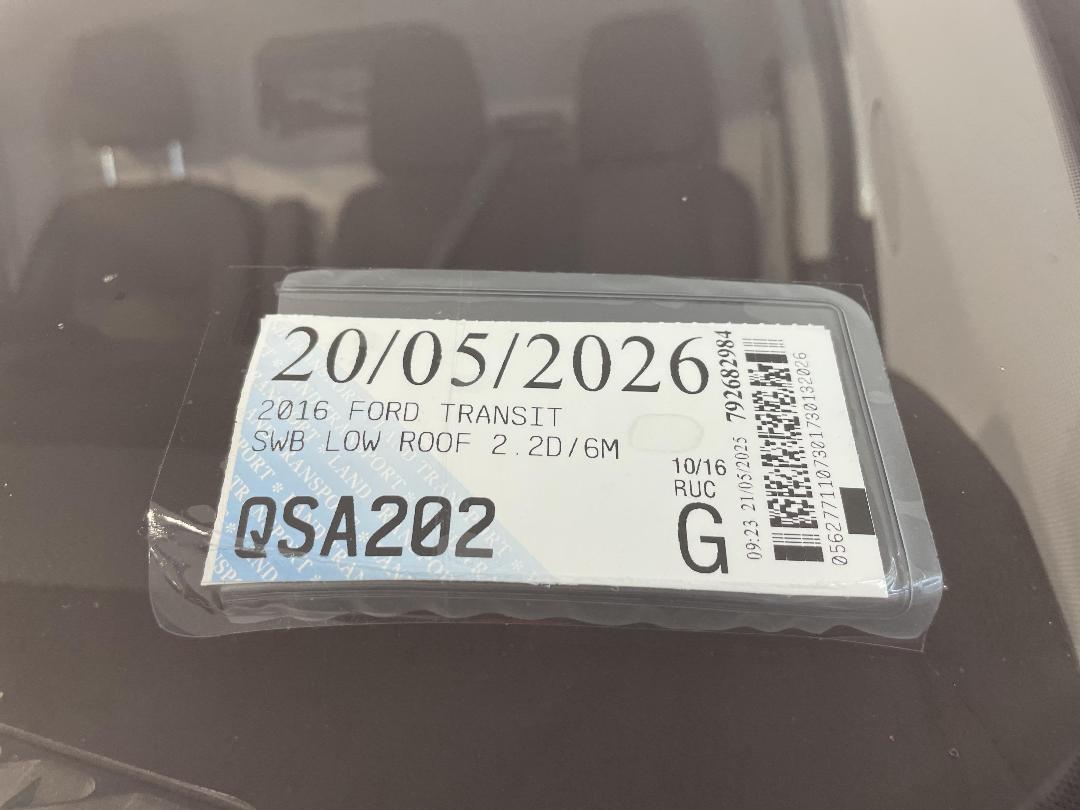 20/05/2026
2016 FORD TRANSIT
SWB LOW ROOF 2.2D/6M
QSA202
10/16
RUC
G
09:23 21/05/2025 792682984
0562771107301730132026